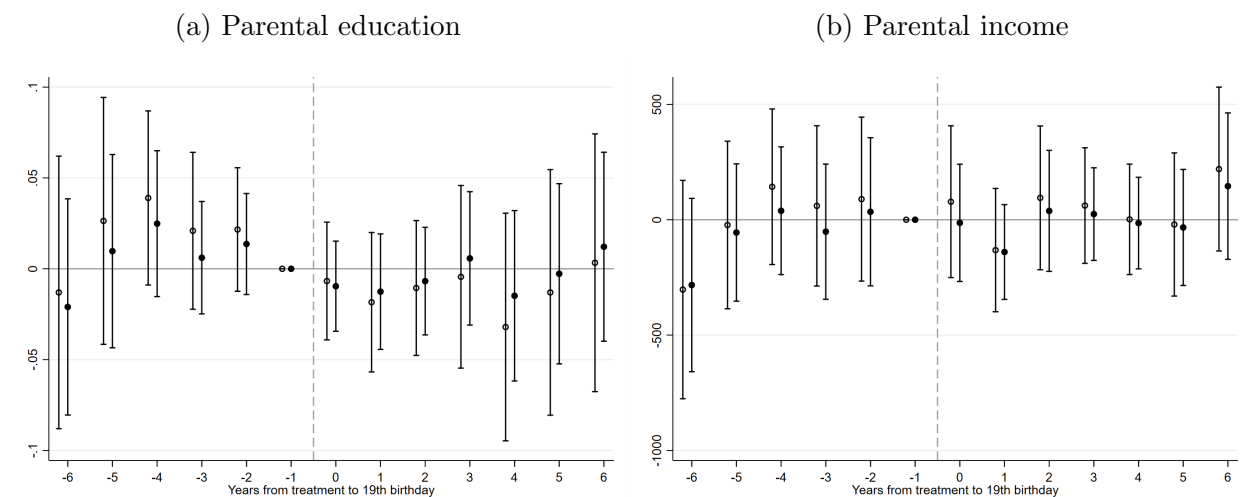 (a) Parental education
.1
.05
0
-.05
-.1
-6 -5 -4 -3 -2 -1 0 1 2 3 4 5 6
Years from treatment to 19th birthday
(b) Parental income
500
0
-500
-1000
-6 -5 -4 -3 -2 -1 0 1 2 3 4 5 6
Years from treatment to 19th birthday